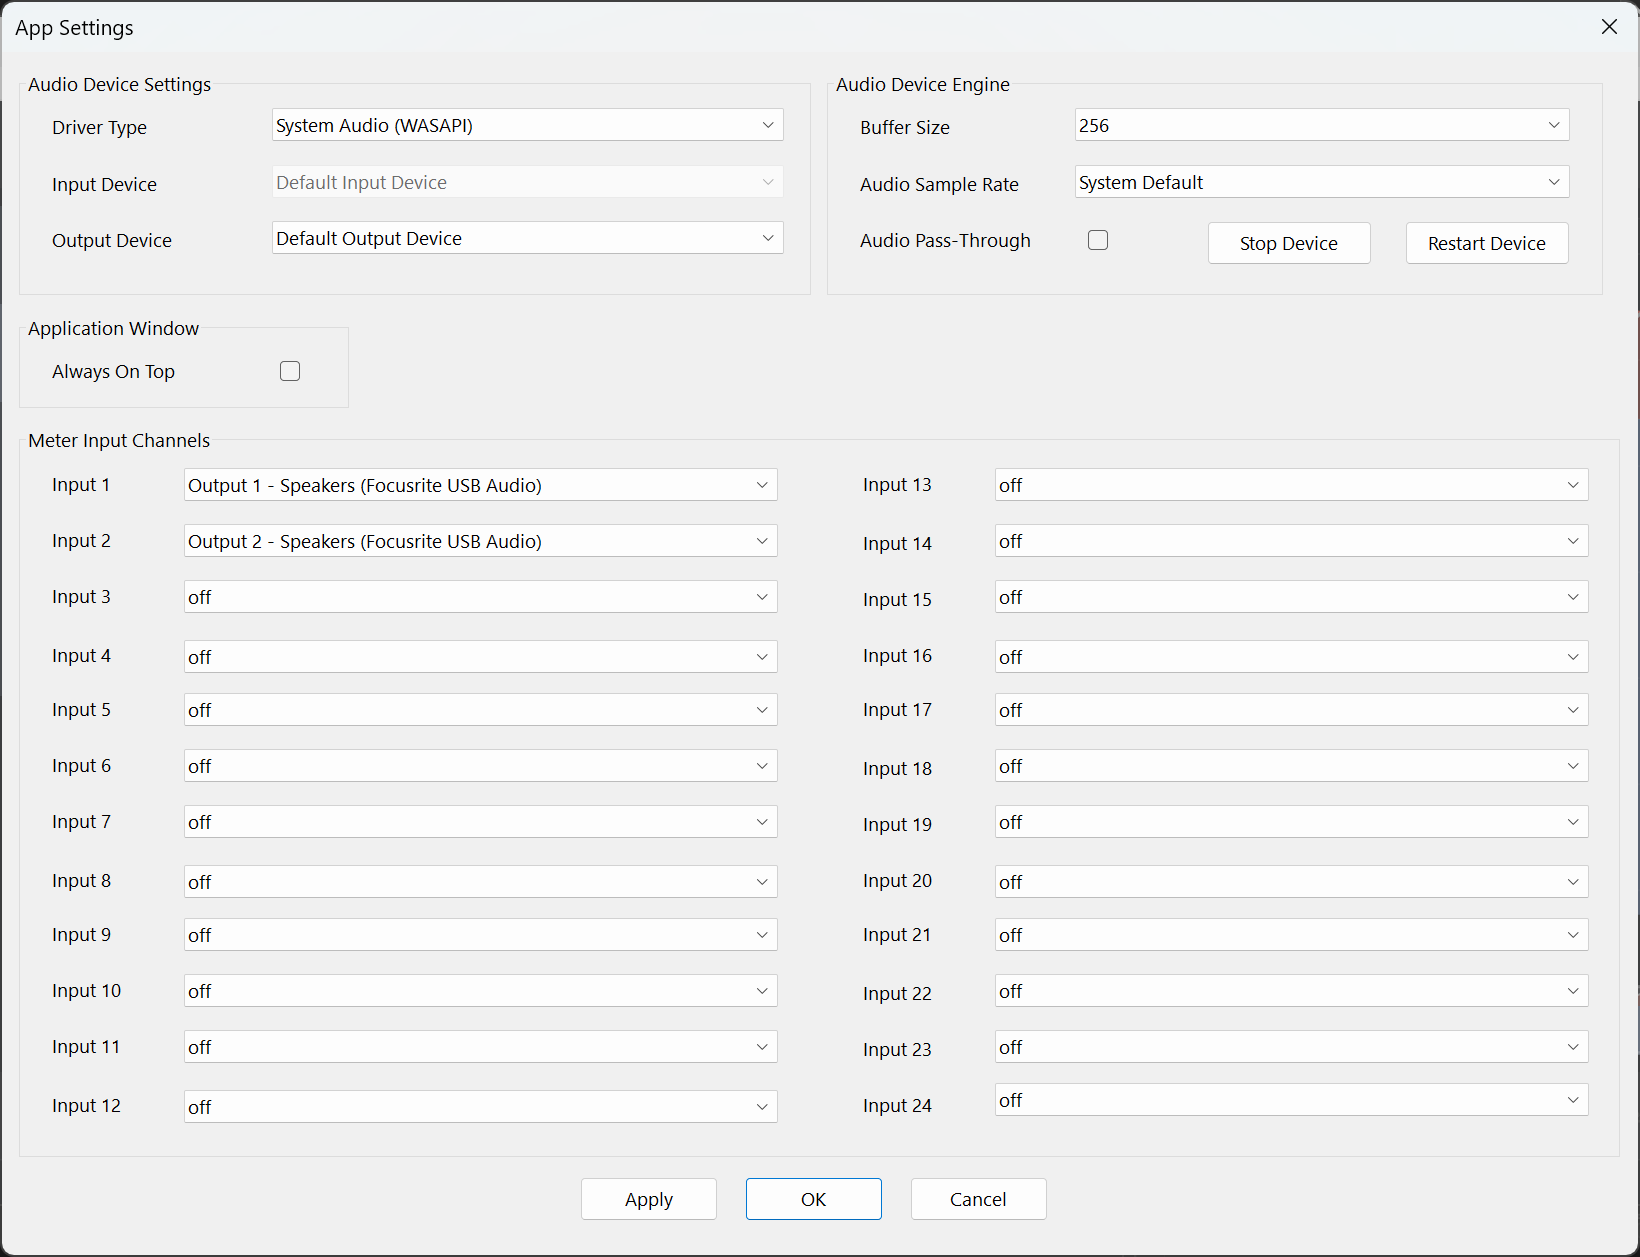 App Settings
Audio Device Settings
Driver Type
System Audio (WASAPI)
Input Device
Default Input Device
Output Device
Default Output Device
Audio Device Engine
Buffer Size
256
Audio Sample Rate
System Default
Audio Pass-Through
Stop Device
Restart Device
Application Window
Always On Top
Meter Input Channels
Input 1
Output 1 - Speakers (Focusrite USB Audio)
Input 2
Output 2 - Speakers (Focusrite USB Audio)
Input 3
off
Input 4
off
Input 5
off
Input 6
off
Input 7
off
Input 8
off
Input 9
off
Input 10
off
Input 11
off
Input 12
off
Input 13
off
Input 14
off
Input 15
off
Input 16
off
Input 17
off
Input 18
off
Input 19
off
Input 20
off
Input 21
off
Input 22
off
Input 23
off
Input 24
off
Apply
OK
Cancel